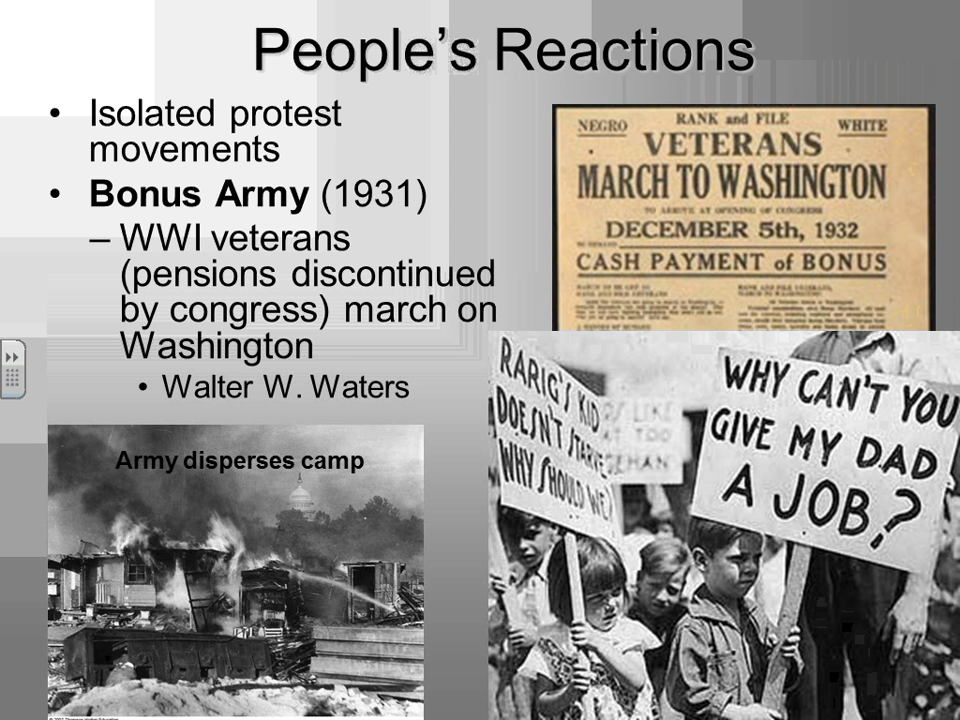 People's Reactions
• Isolated protest
movements
• Bonus Army (1931)
– WWI veterans
(pensions discontinued
by congress) march on
Washington
• Walter W. Waters
NEGRO RANK and FILE WHITE
VETERANS
MARCH TO WASHINGTON
TO ARRIVE AT OPENING OF CONGRESS
DECEMBER 5th, 1932
CASH PAYMENT of BONUS
Army disperses camp
RARIG'S KID
DOESN'T STARVE
WHY SHOULD WE
LIKE
TOO
WHY CAN'T YOU
GIVE MY DAD
A JOB?